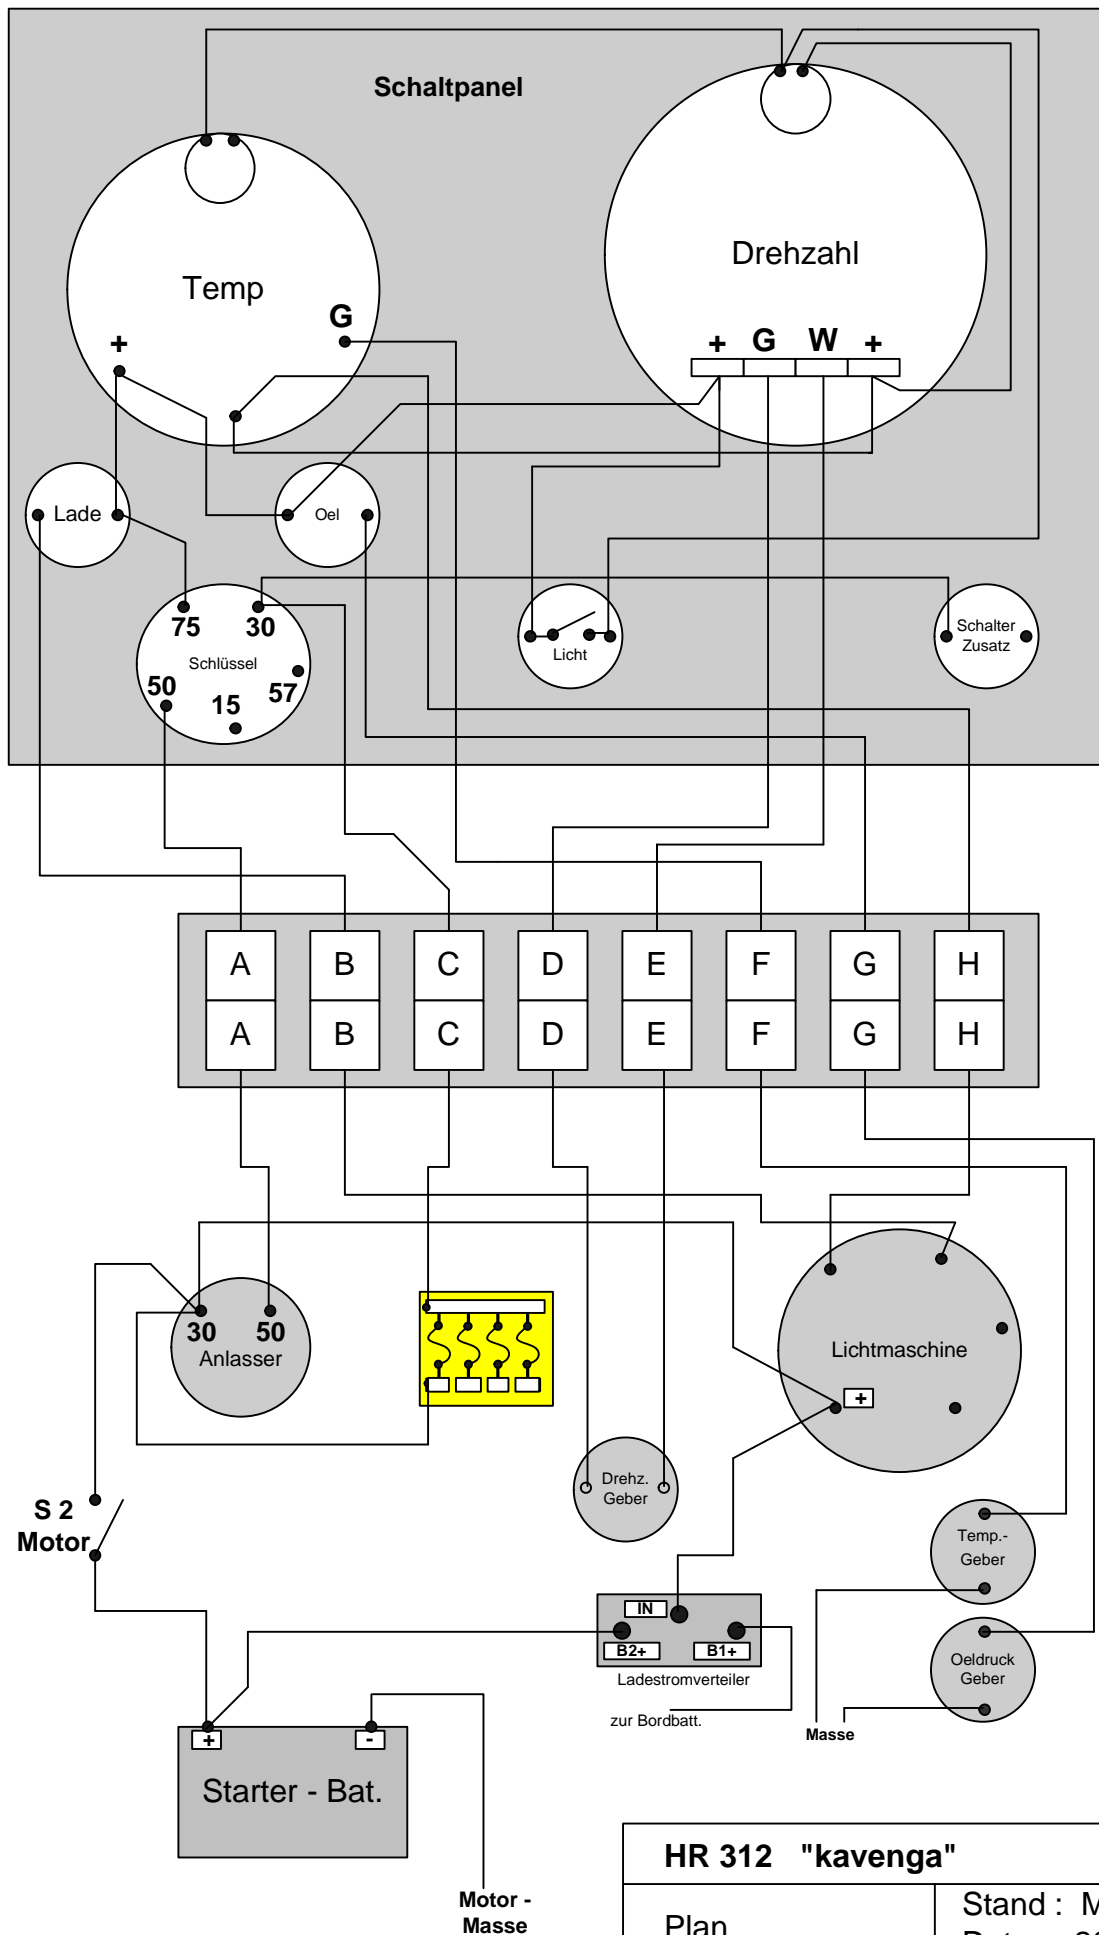 Schaltpanel
Temp
Drehzahl
+
G
+ G W +
Lade
Oel
75 30
Schlüssel
50
15
57
Licht
Schalter
Zusatz
A B C D E F G H
A B C D E F G H
30 50
Anlasser
Lichtmaschine
+
Drehz.
Geber
S 2
Motor
Temp.-
Geber
IN
B2+ B1+
Ladestromverteiler
Oeldruck
Geber
zur Bordbatt.
Masse
+ -
Starter - Bat.
Motor -
Masse
HR 312 "kavenga"
Stand :
Plan